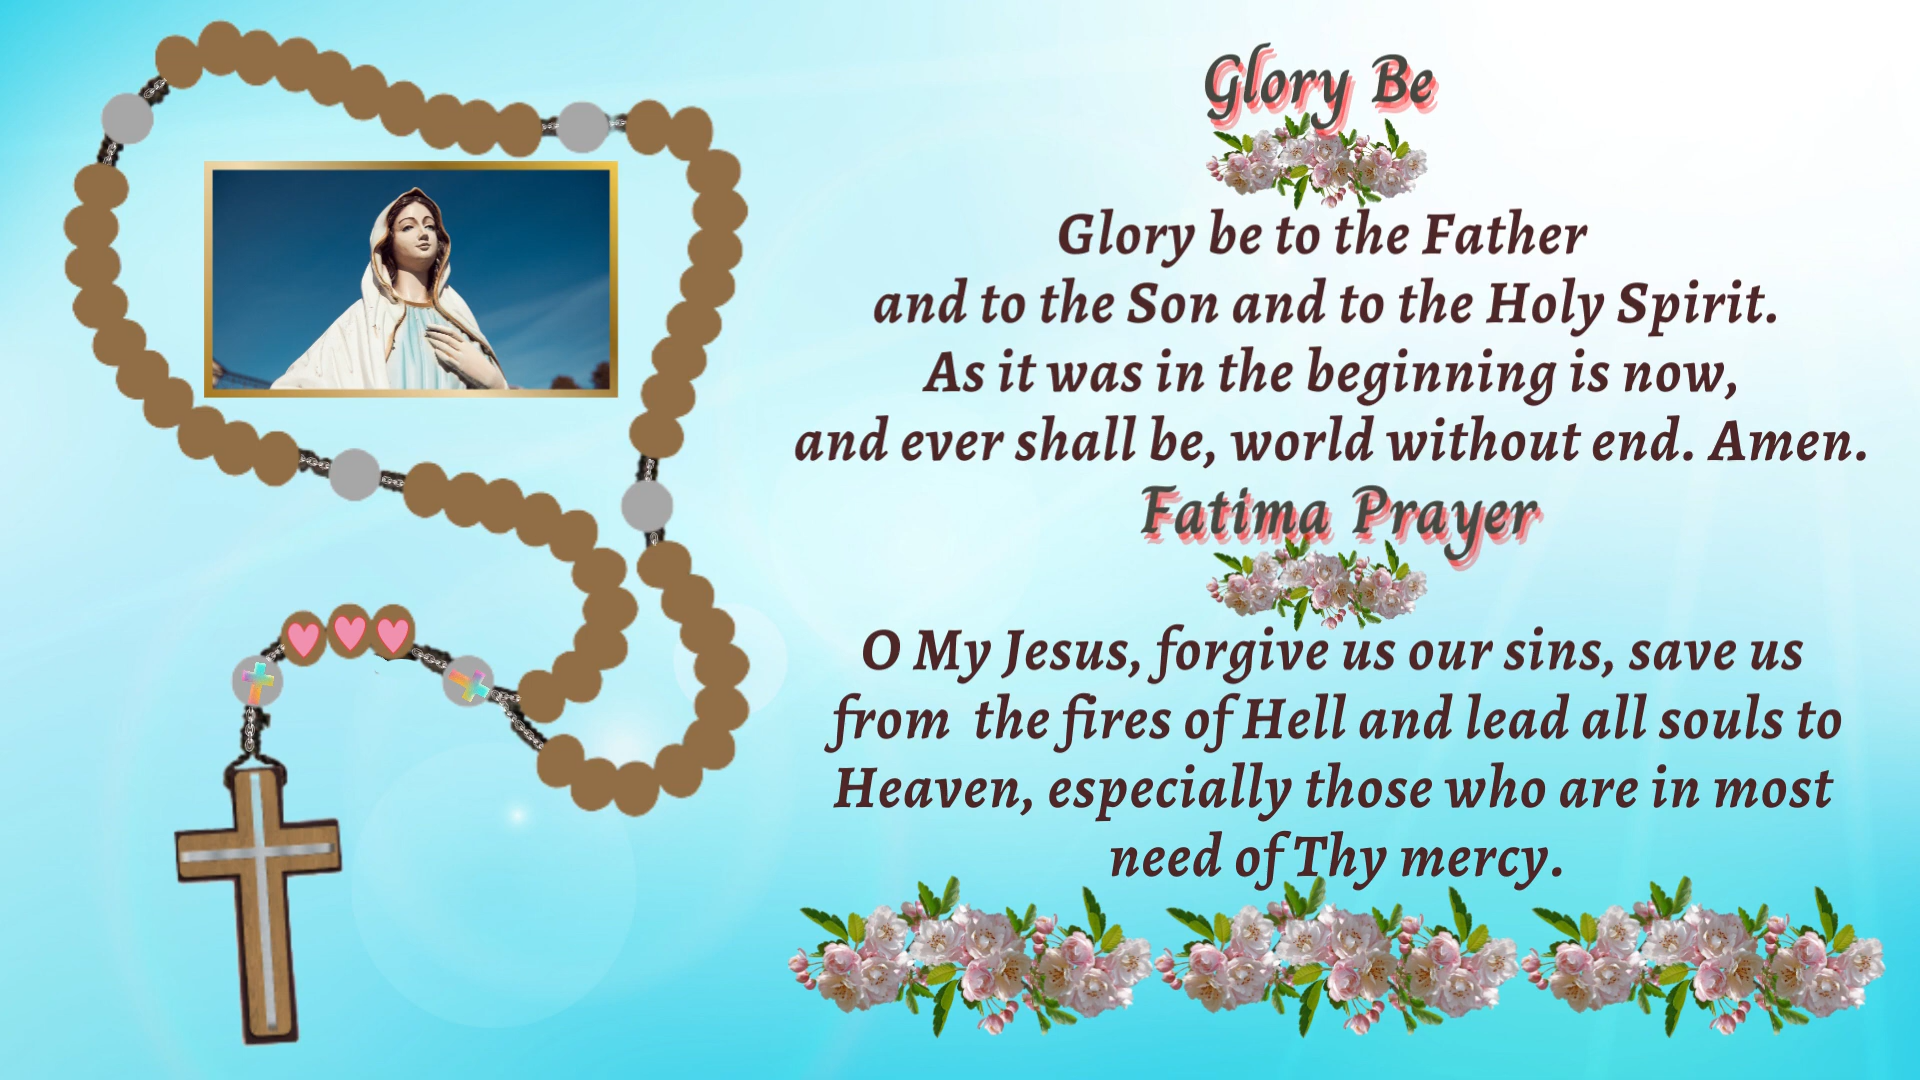 Glory Be
Glory be to the Father
and to the Son and to the Holy Spirit.
As it was in the beginning is now,
and ever shall be, world without end. Amen.
Fatima Prayer
O My Jesus, forgive us our sins, save us
from the fires of Hell and lead all souls to
Heaven, especially those who are in most
need of Thy mercy.